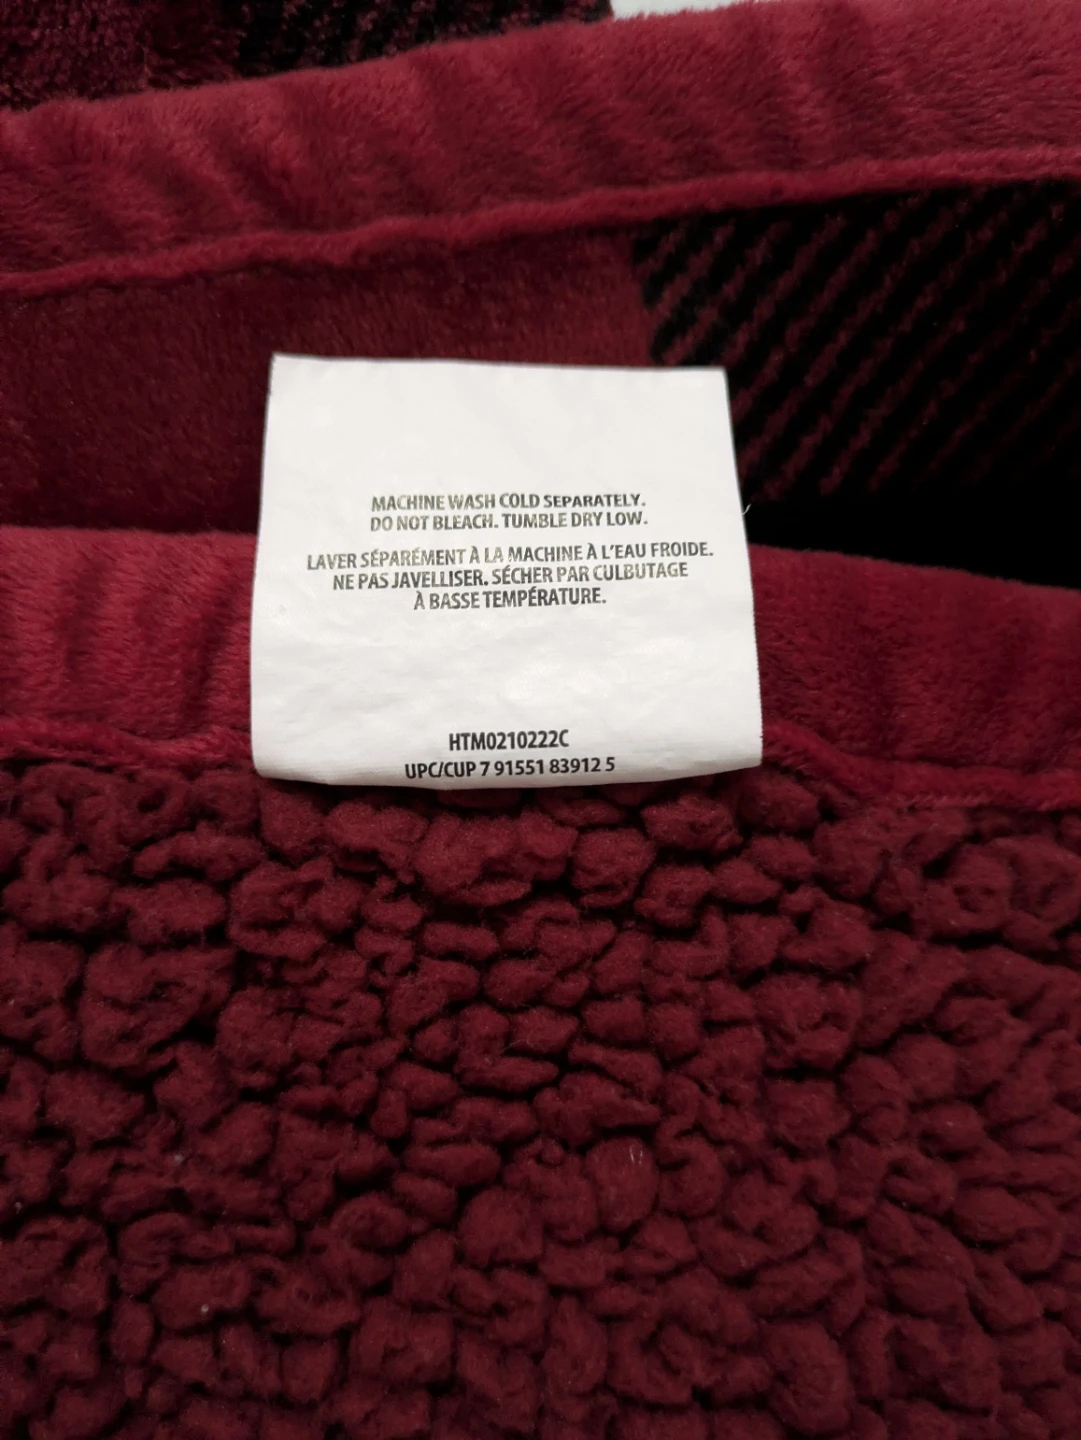 MACHINE WASH COLD SEPARATELY.
DO NOT BLEACH. TUMBLE DRY LOW.
LAVER SÉPARÉMENT À LA MACHINE À L'EAU FROIDE.
NE PAS JAVELLISER. SÉCHER PAR CULBUTAGE
À BASSE TEMPÉRATURE.
HTM0210222C
UPC/CUP 7 91551 83912 5